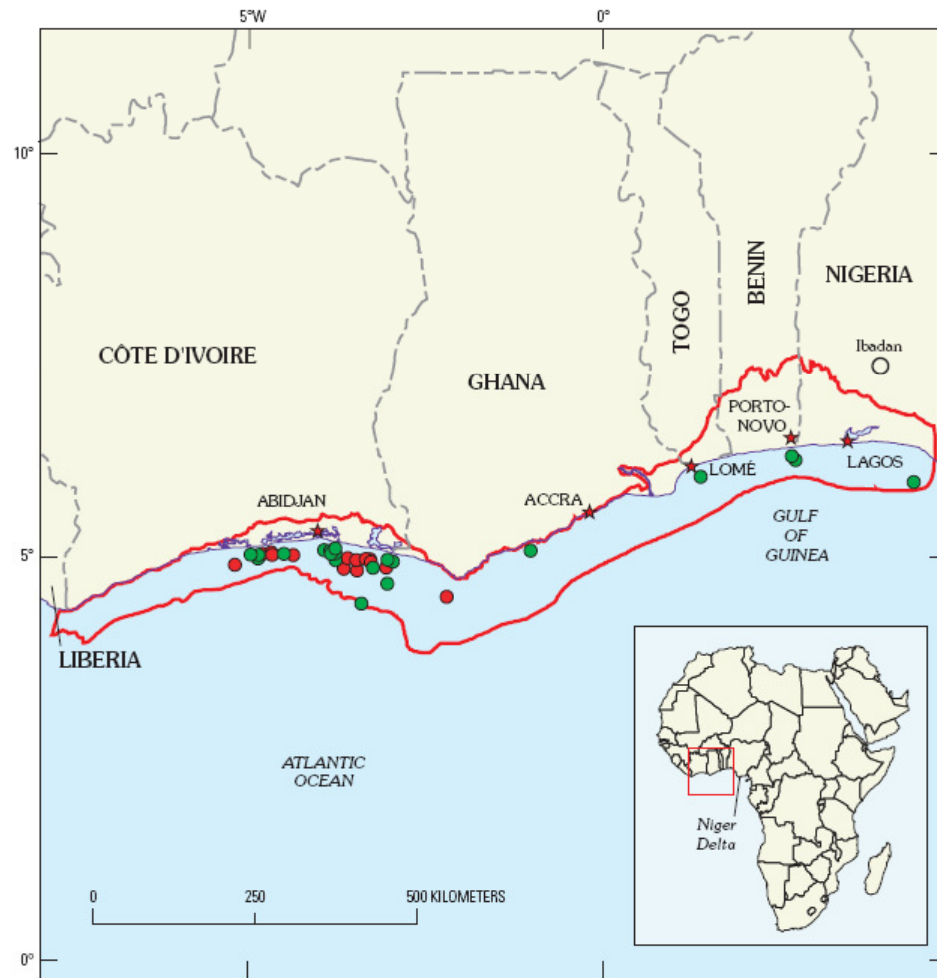 5°W
0°
10°
CÔTE D'IVOIRE
GHANA
TOGO
BENIN
NIGERIA
Ibadan
PORTO-
NOVO
LOMÉ
LAGOS
ABIDJAN
ACCRA
GULF
OF
GUINEA
5°
LIBERIA
ATLANTIC
OCEAN
Niger
Delta
0
250
500 KILOMETERS
0°